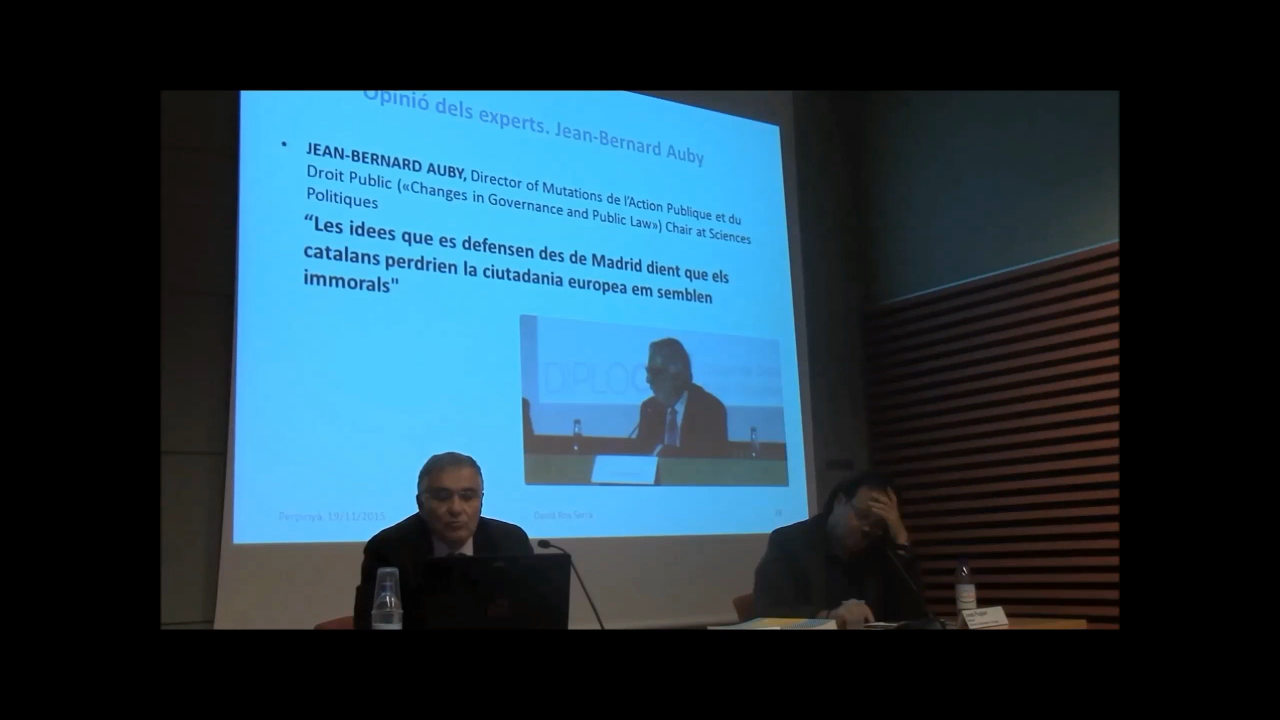 Opinió dels experts. Jean-Bernard Auby
• JEAN-BERNARD AUBY, Director of Mutations de l'Action Publique et du
Droit Public («Changes in Governance and Public Law») Chair at Sciences
Politiques
“Les idees que es defensen des de Madrid dient que els
catalans perdrien la ciutadania europea em semblen
immorals"
DIPLOC
Perpinyà, 19/11/2015
David Ros Serra